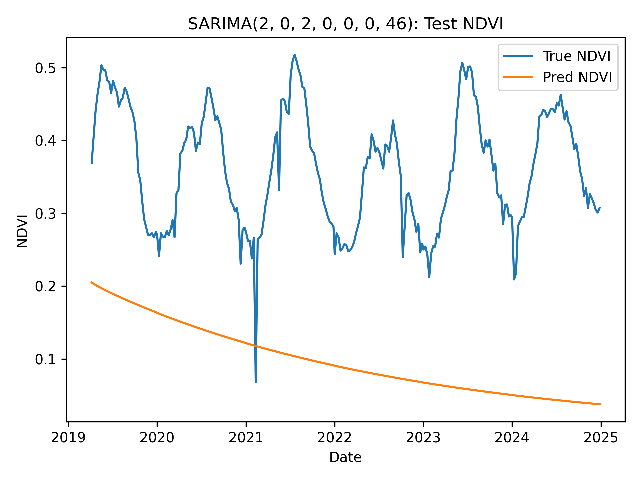 SARIMA(2, 0, 2, 0, 0, 0, 46): Test NDVI
True NDVI
Pred NDVI
0.5
0.4
0.3
0.2
0.1
NDVI
2019
2020
2021
2022
2023
2024
2025
Date